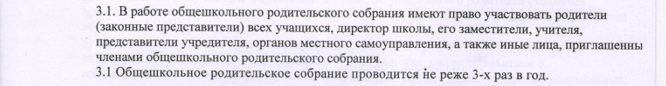 3.1. В работе общешкольного родительского собрания имеют право участвовать родители
(законные представители) всех учащихся, директор школы, его заместители, учителя,
представители учредителя, органов местного самоуправления, а также иные лица, приглашенны
членами общешкольного родительского собрания.
3.1 Общешкольное родительское собрание проводится не реже 3-х раз в год.